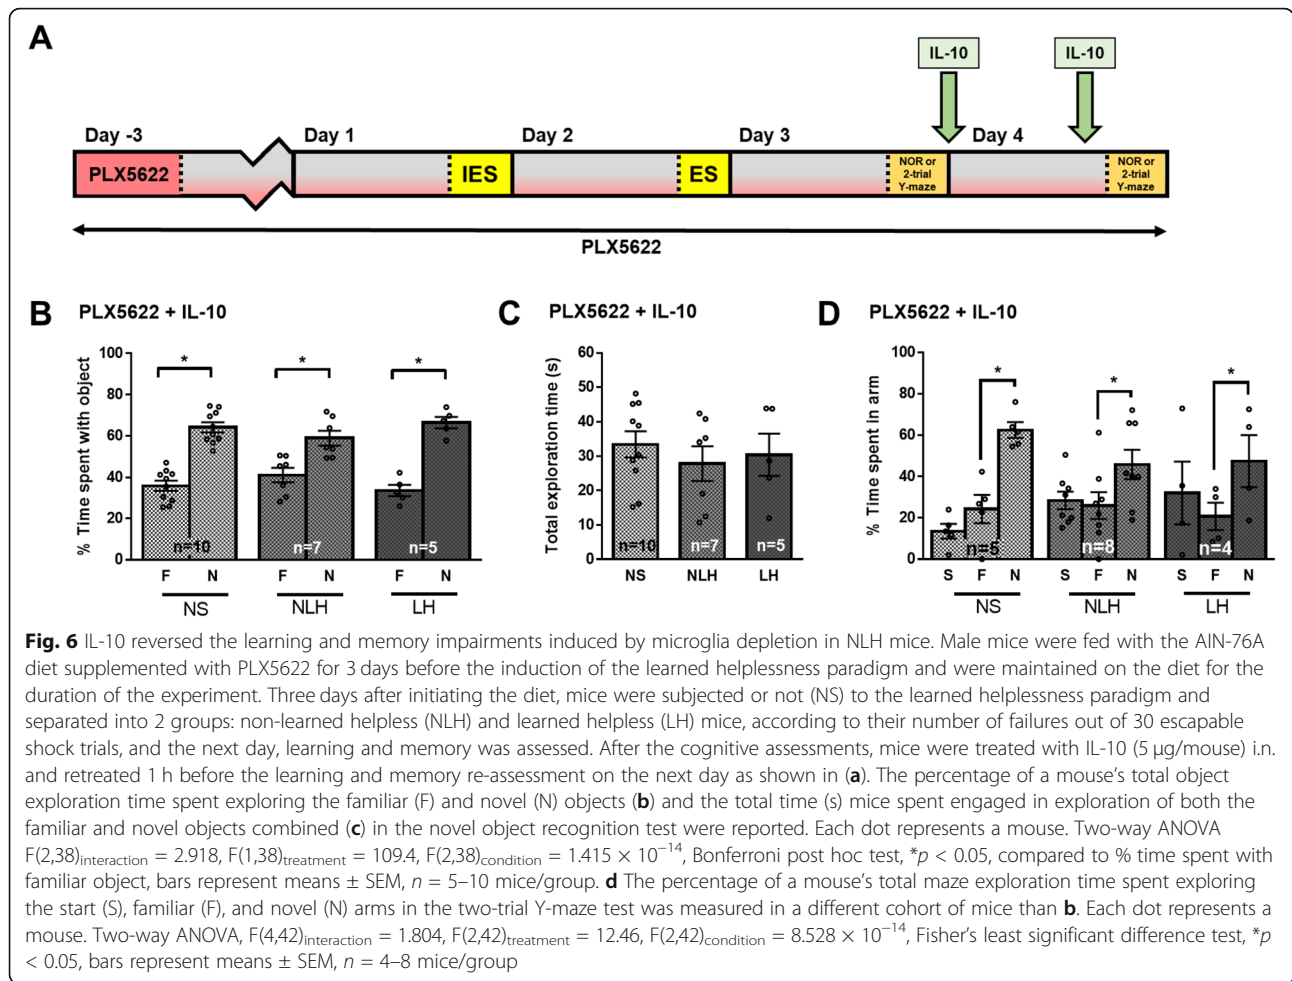 A
IL-10
IL-10
Day -3
Day 1
Day 2
Day 3
Day 4
PLX5622
IES
ES
NOR or
2-trial
Y-maze
NOR or
2-trial
Y-maze
PLX5622
B PLX5622 + IL-10
% Time spent with object
100
80
60
40
20
0
*
*
*
n=10
n=7
n=5
F N F N F N
NS NLH LH
C PLX5622 + IL-10
Total exploration time (s)
60
50
40
30
20
10
0
n=10
n=7
n=5
NS NLH LH
D PLX5622 + IL-10
% Time spent in arm
100
80
60
40
20
0
*
*
*
n=5
n=8
n=4
S F N S F N S F N
NS NLH LH
Fig. 6 IL-10 reversed the learning and memory impairments induced by microglia depletion in NLH mice. Male mice were fed with the AIN-76A
diet supplemented with PLX5622 for 3 days before the induction of the learned helplessness paradigm and were maintained on the diet for the
duration of the experiment. Three days after initiating the diet, mice were subjected or not (NS) to the learned helplessness paradigm and
separated into 2 groups: non-learned helpless (NLH) and learned helpless (LH) mice, according to their number of failures out of 30 escapable
shock trials, and the next day, learning and memory was assessed. After the cognitive assessments, mice were treated with IL-10 (5 μg/mouse) i.n.
and retreated 1 h before the learning and memory re-assessment on the next day as shown in (a). The percentage of a mouse's total object
exploration time spent exploring the familiar (F) and novel (N) objects (b) and the total time (s) mice spent engaged in exploration of both the
familiar and novel objects combined (c) in the novel object recognition test were reported. Each dot represents a mouse. Two-way ANOVA
F(2,38)interaction = 2.918, F(1,38)treatment = 109.4, F(2,38)condition = 1.415 × 10⁻¹⁴, Bonferroni post hoc test, *p < 0.05, compared to % time spent with
familiar object, bars represent means ± SEM, n = 5–10 mice/group. d The percentage of a mouse's total maze exploration time spent exploring
the start (S), familiar (F), and novel (N) arms in the two-trial Y-maze test was measured in a different cohort of mice than b. Each dot represents a
mouse. Two-way ANOVA, F(4,42)interaction = 1.804, F(2,42)treatment = 12.46, F(2,42)condition = 8.528 × 10⁻¹⁴, Fisher's least significant difference test, *p
< 0.05, bars represent means ± SEM, n = 4–8 mice/group